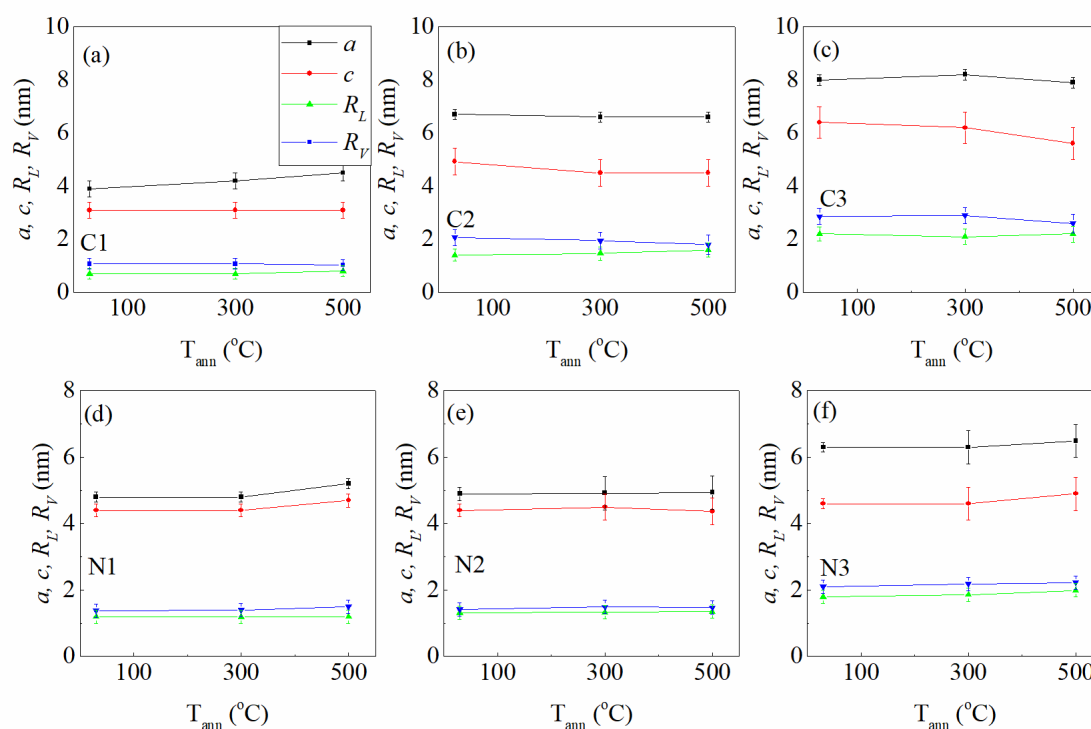 10
8
6
4
2
0
a, c, R_L, R_V (nm)
(a)
a
c
R_L
R_V
C1
100 300 500
T_ann (°C)
10
8
6
4
2
0
a, c, R_L, R_V (nm)
(b)
C2
100 300 500
T_ann (°C)
10
8
6
4
2
0
a, c, R_L, R_V (nm)
(c)
C3
100 300 500
T_ann (°C)
8
6
4
2
0
a, c, R_L, R_V (nm)
(d)
N1
100 300 500
T_ann (°C)
8
6
4
2
0
a, c, R_L, R_V (nm)
(e)
N2
100 300 500
T_ann (°C)
8
6
4
2
0
a, c, R_L, R_V (nm)
(f)
N3
100 300 500
T_ann (°C)